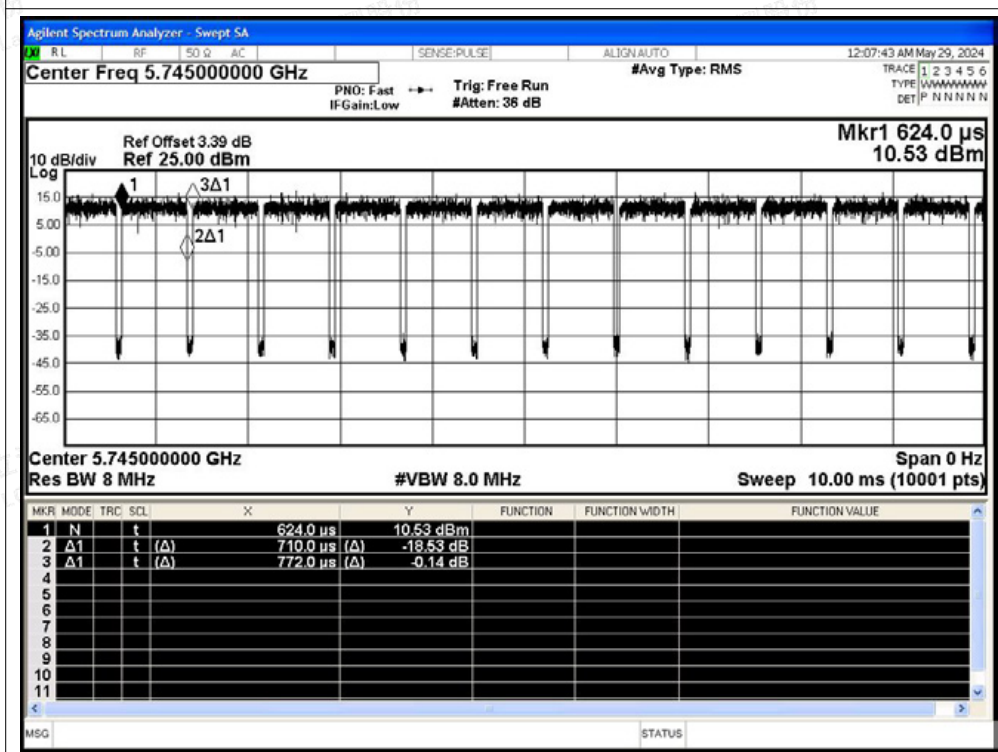 Agilent Spectrum Analyzer - Swept SA
RL RF 50 Ω AC SENSE:PULSE ALIGN AUTO 12:07:43 AM May 29, 2024
Center Freq 5.745000000 GHz #Avg Type: RMS TRACE 1 2 3 4 5 6
PNO: Fast Trig: Free Run TYPE WWWWWW
IFGain:Low #Atten: 36 dB DET P N N N N N
Mkr1 624.0 µs
Ref Offset 3.39 dB
10 dB/div Ref 25.00 dBm 10.53 dBm
Log
1 3Δ1
15.0
5.00
2Δ1
-5.00
-15.0
-25.0
-35.0
-45.0
-55.0
-65.0
Center 5.745000000 GHz Span 0 Hz
Res BW 8 MHz #VBW 8.0 MHz Sweep 10.00 ms (10001 pts)
MKR MODE TRC SCL X Y FUNCTION FUNCTION WIDTH FUNCTION VALUE
1 N t 624.0 µs 10.53 dBm
2 Δ1 t (Δ) 710.0 µs (Δ) -18.53 dB
3 Δ1 t (Δ) 772.0 µs (Δ) -0.14 dB
4
5
6
7
8
9
10
11
MSG STATUS